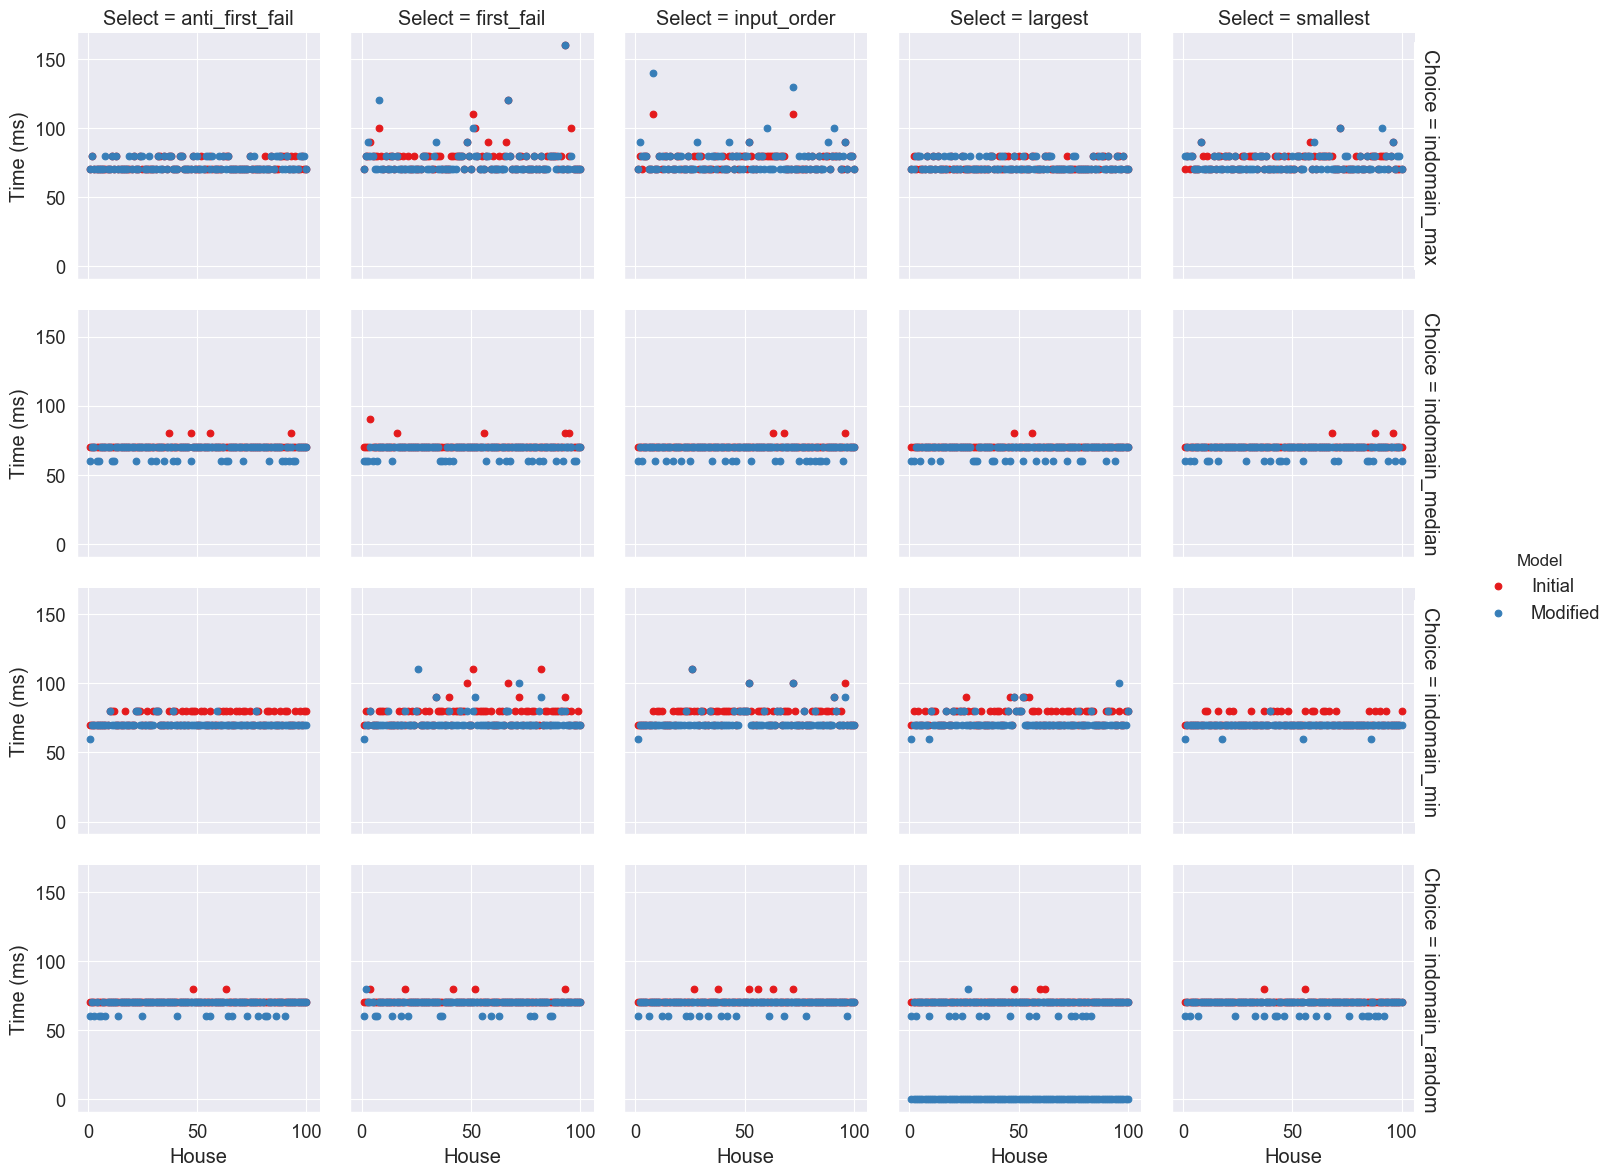 Select = anti_first_fail
Select = first_fail
Select = input_order
Select = largest
Select = smallest
150
100
50
0
Time (ms)
Choice = indomain_max
150
100
50
0
Time (ms)
Choice = indomain_median
150
100
50
0
Time (ms)
Choice = indomain_min
150
100
50
0
Time (ms)
Choice = indomain_random
0 50 100
House
0 50 100
House
0 50 100
House
0 50 100
House
0 50 100
House
Model
Initial
Modified